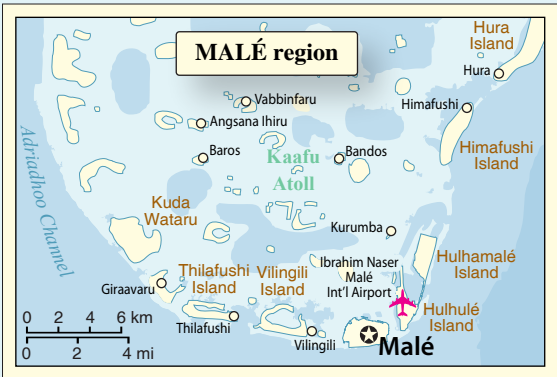 MALÉ region
Hura
Island
Hura
Vabbinfaru
Himafushi
Angsana Ihiru
Adriadhoo Channel
Baros
Kaafu
Atoll
Bandos
Himafushi
Island
Kuda
Wataru
Kurumba
Ibrahim Naser
Malé
Int'l Airport
Hulhamalé
Island
Giraavaru
Thilafushi
Island
Vilingili
Island
Hulhulé
Island
0 2 4 6 km
Thilafushi
Vilingili
Malé
0 2 4 mi